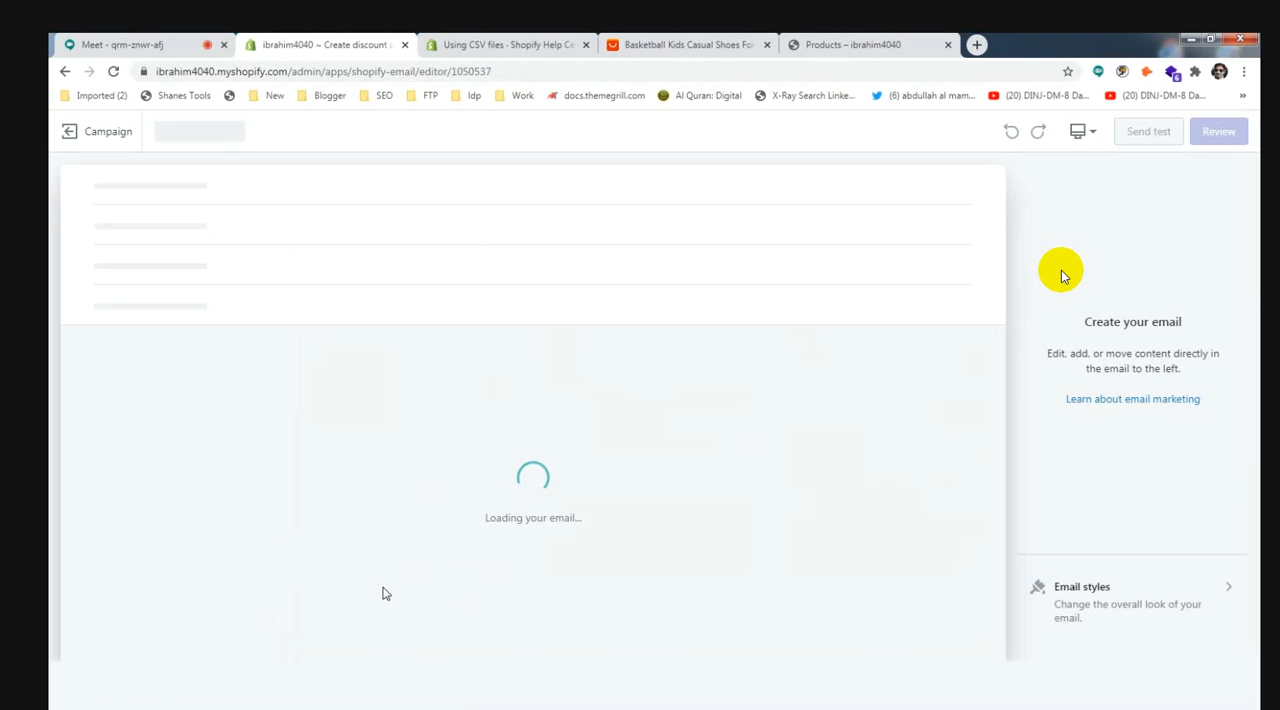 Meet - qrm-znwr-afj
ibrahim4040 ~ Create discount c
Using CSV files · Shopify Help Ce
Basketball Kids Casual Shoes For
Products ~ ibrahim4040
ibrahim4040.myshopify.com/admin/apps/shopify-email/editor/1050537
6
Imported (2)
Shanes Tools
New
Blogger
SEO
FTP
Idp
Work
docs.themegrill.com
Al Quran: Digital
X-Ray Search Linke...
(6) abdullah al mam...
(20) DINJ-DM-8 Da...
(20) DINJ-DM-8 Da...
»
Campaign
Send test
Review
Create your email
Edit, add, or move content directly in
the email to the left.
Learn about email marketing
Loading your email...
Email styles
Change the overall look of your
email.